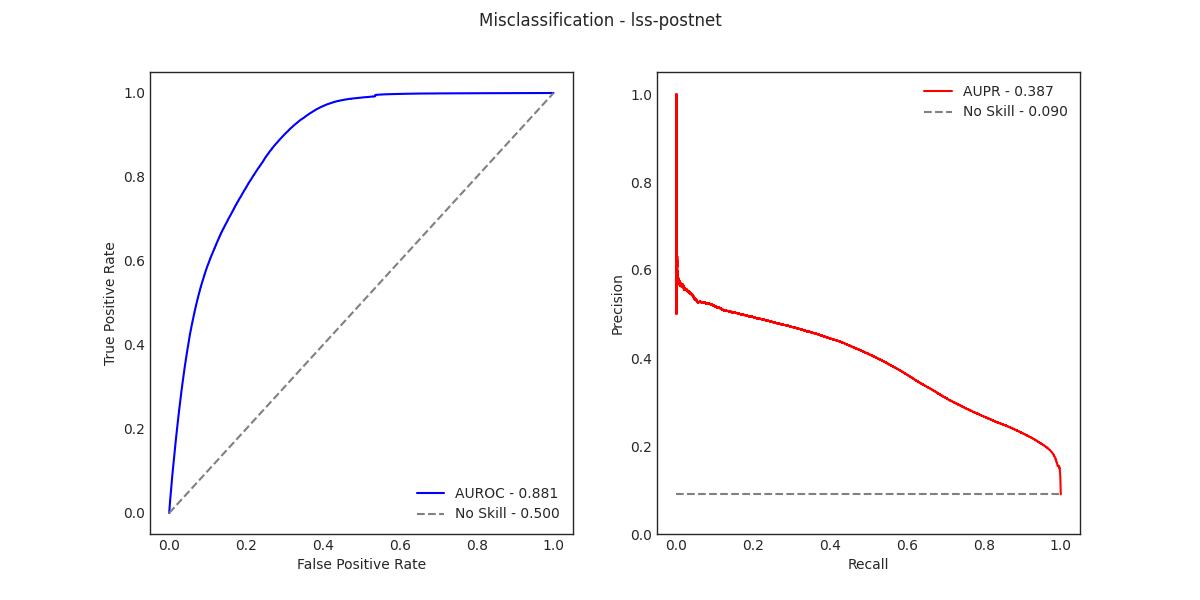 Misclassification - lss-postnet
1.0
0.8
0.6
0.4
0.2
0.0
True Positive Rate
0.0 0.2 0.4 0.6 0.8 1.0
False Positive Rate
AUROC - 0.881
No Skill - 0.500
1.0
0.8
0.6
0.4
0.2
0.0
Precision
0.0 0.2 0.4 0.6 0.8 1.0
Recall
AUPR - 0.387
No Skill - 0.090